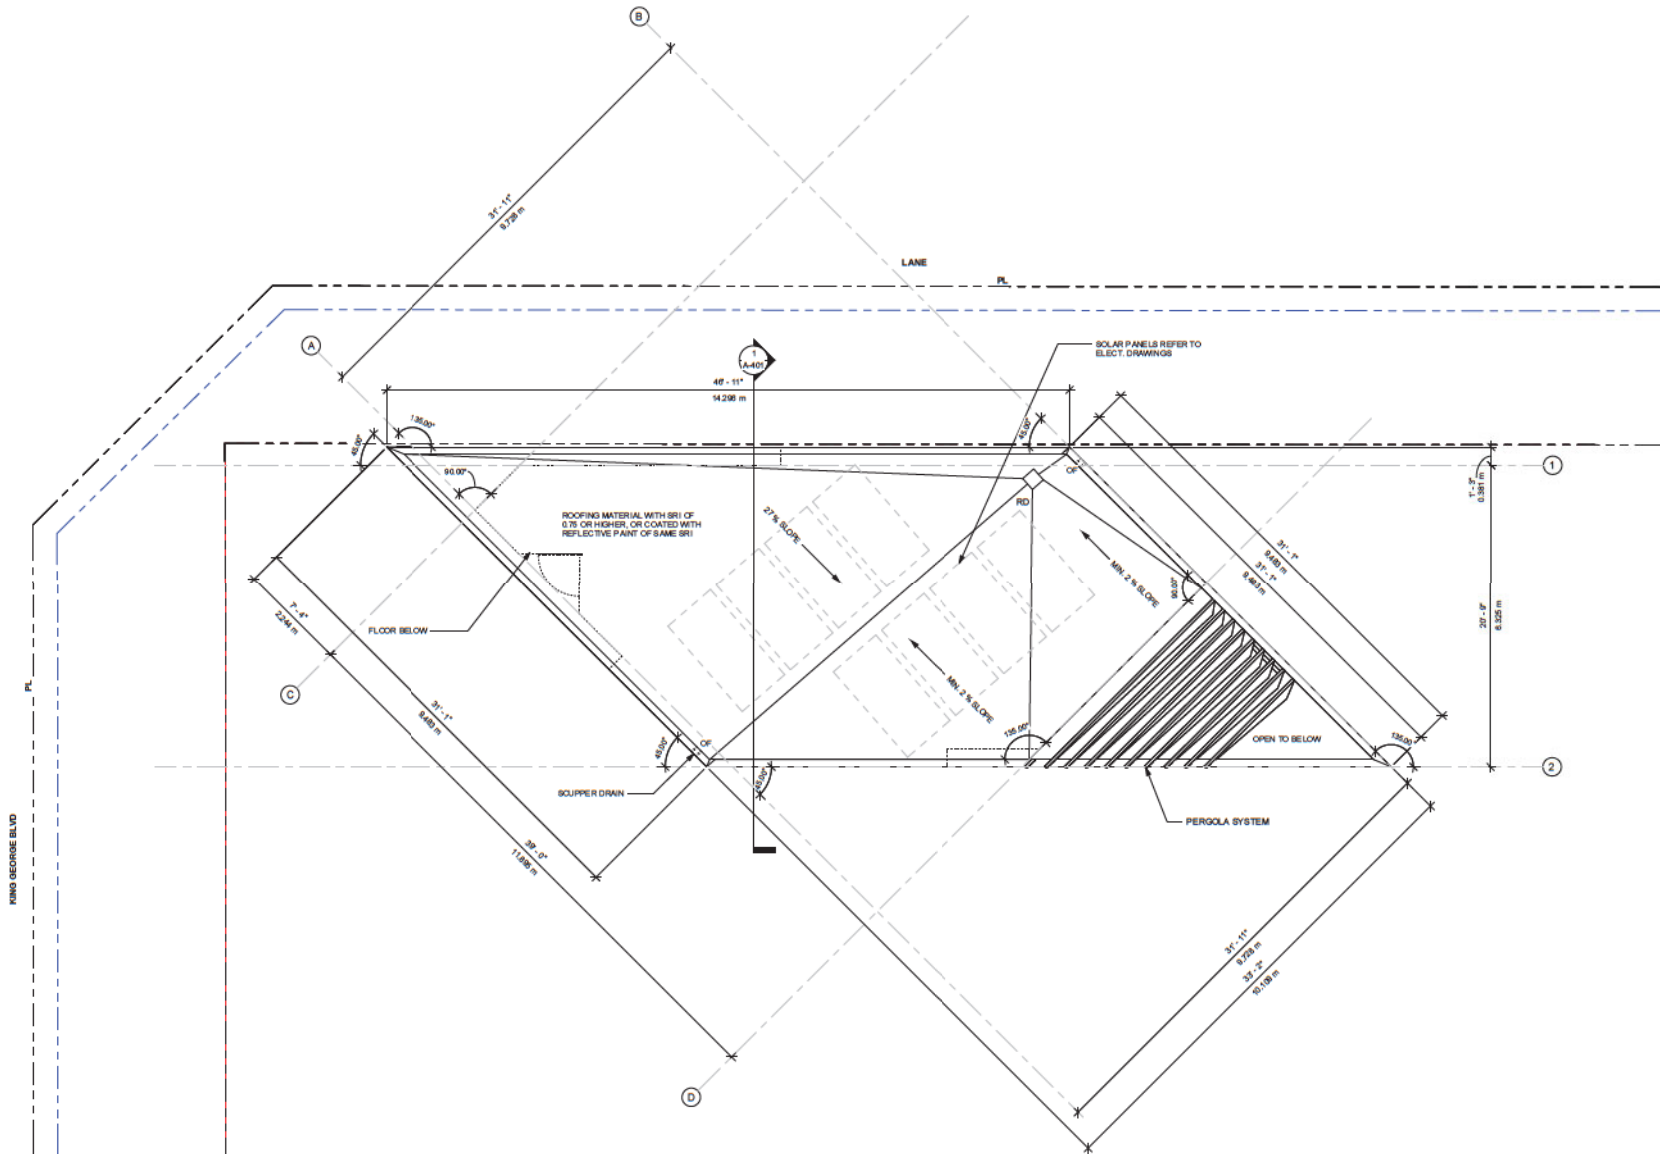 B
31' - 11"
9.728 m
LANE
PL
A
1
A-401
SOLAR PANELS REFER TO
ELECT. DRAWINGS
46' - 11"
14.298 m
135.00°
45.00°
45.00°
90.00°
OF
RD
1
1' - 3"
0.381 m
ROOFING MATERIAL WITH SRI OF
0.75 OR HIGHER, OR COATED WITH
REFLECTIVE PAINT OF SAME SRI
27 % SLOPE
31' - 1"
9.483 m
31' - 1"
9.483 m
MIN. 2 % SLOPE
90.00°
20' - 9"
6.325 m
7' - 4"
2.244 m
FLOOR BELOW
C
PL
MIN. 2 % SLOPE
31' - 1"
9.483 m
135.00°
OPEN TO BELOW
135.00°
45.00°
OF
45.00°
2
SCUPPER DRAIN
PERGOLA SYSTEM
KING GEORGE BLVD
39' - 0"
11.895 m
31' - 11"
9.728 m
33' - 2"
10.109 m
D